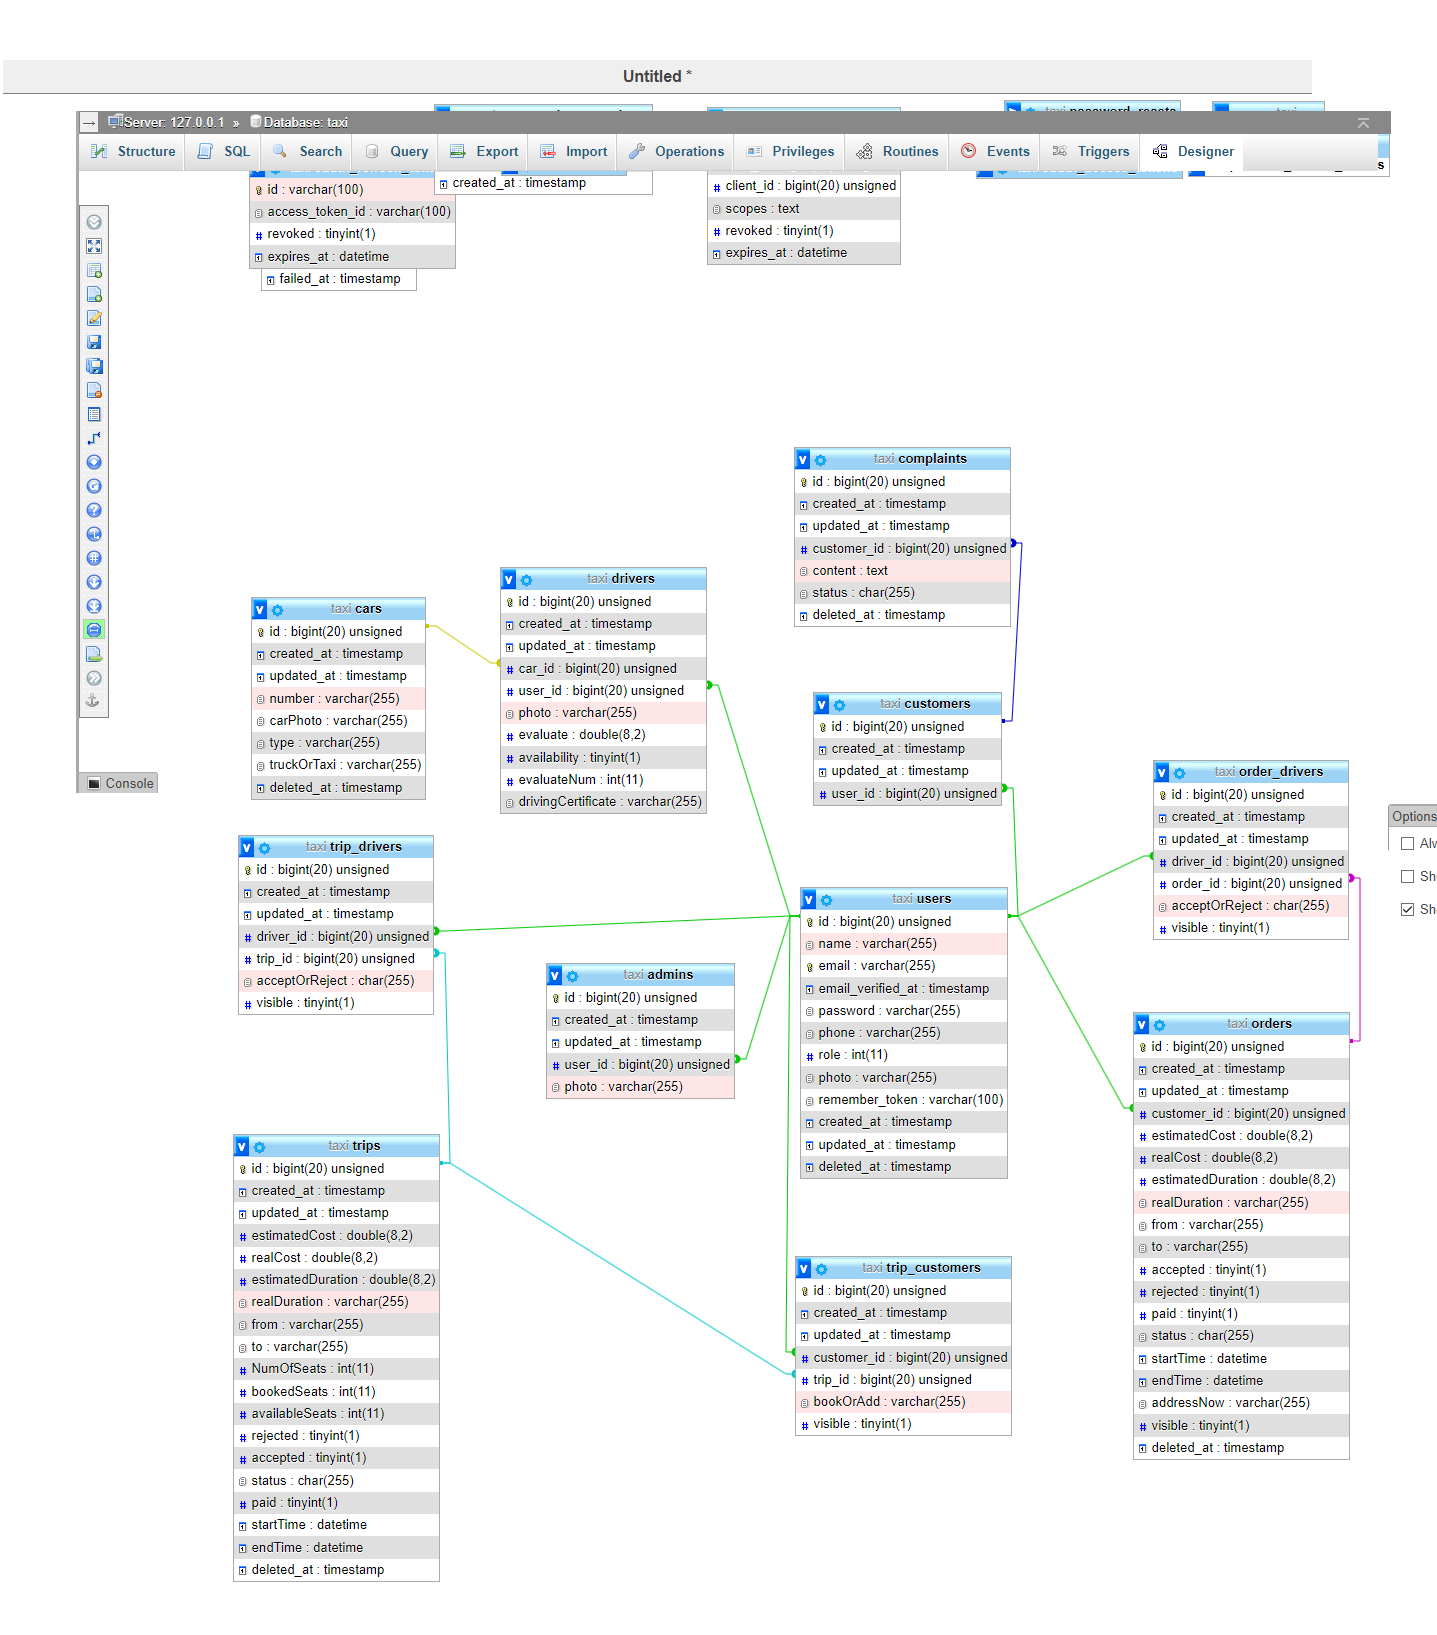 Untitled *
taxi password_resets
taxi
Server: 127.0.0.1 » Database: taxi
Structure
SQL
Search
Query
Export
Import
Operations
Privileges
Routines
Events
Triggers
Designer
s
id : varchar(100)
access_token_id : varchar(100)
revoked : tinyint(1)
expires_at : datetime
failed_at : timestamp
created_at : timestamp
client_id : bigint(20) unsigned
scopes : text
revoked : tinyint(1)
expires_at : datetime
taxi complaints
id : bigint(20) unsigned
created_at : timestamp
updated_at : timestamp
customer_id : bigint(20) unsigned
content : text
status : char(255)
deleted_at : timestamp
taxi drivers
id : bigint(20) unsigned
created_at : timestamp
updated_at : timestamp
car_id : bigint(20) unsigned
user_id : bigint(20) unsigned
photo : varchar(255)
evaluate : double(8,2)
availability : tinyint(1)
evaluateNum : int(11)
drivingCertificate : varchar(255)
taxi cars
id : bigint(20) unsigned
created_at : timestamp
updated_at : timestamp
number : varchar(255)
carPhoto : varchar(255)
type : varchar(255)
truckOrTaxi : varchar(255)
deleted_at : timestamp
Console
taxi customers
id : bigint(20) unsigned
created_at : timestamp
updated_at : timestamp
user_id : bigint(20) unsigned
taxi order_drivers
id : bigint(20) unsigned
created_at : timestamp
updated_at : timestamp
driver_id : bigint(20) unsigned
order_id : bigint(20) unsigned
acceptOrReject : char(255)
visible : tinyint(1)
Options
Alw
Sh
Sh
taxi trip_drivers
id : bigint(20) unsigned
created_at : timestamp
updated_at : timestamp
driver_id : bigint(20) unsigned
trip_id : bigint(20) unsigned
acceptOrReject : char(255)
visible : tinyint(1)
taxi users
id : bigint(20) unsigned
name : varchar(255)
email : varchar(255)
email_verified_at : timestamp
password : varchar(255)
phone : varchar(255)
role : int(11)
photo : varchar(255)
remember_token : varchar(100)
created_at : timestamp
updated_at : timestamp
deleted_at : timestamp
taxi admins
id : bigint(20) unsigned
created_at : timestamp
updated_at : timestamp
user_id : bigint(20) unsigned
photo : varchar(255)
taxi orders
id : bigint(20) unsigned
created_at : timestamp
updated_at : timestamp
customer_id : bigint(20) unsigned
estimatedCost : double(8,2)
realCost : double(8,2)
estimatedDuration : double(8,2)
realDuration : varchar(255)
from : varchar(255)
to : varchar(255)
accepted : tinyint(1)
rejected : tinyint(1)
paid : tinyint(1)
status : char(255)
startTime : datetime
endTime : datetime
addressNow : varchar(255)
visible : tinyint(1)
deleted_at : timestamp
taxi trips
id : bigint(20) unsigned
created_at : timestamp
updated_at : timestamp
estimatedCost : double(8,2)
realCost : double(8,2)
estimatedDuration : double(8,2)
realDuration : varchar(255)
from : varchar(255)
to : varchar(255)
NumOfSeats : int(11)
bookedSeats : int(11)
availableSeats : int(11)
rejected : tinyint(1)
accepted : tinyint(1)
status : char(255)
paid : tinyint(1)
startTime : datetime
endTime : datetime
deleted_at : timestamp
taxi trip_customers
id : bigint(20) unsigned
created_at : timestamp
updated_at : timestamp
customer_id : bigint(20) unsigned
trip_id : bigint(20) unsigned
bookOrAdd : varchar(255)
visible : tinyint(1)